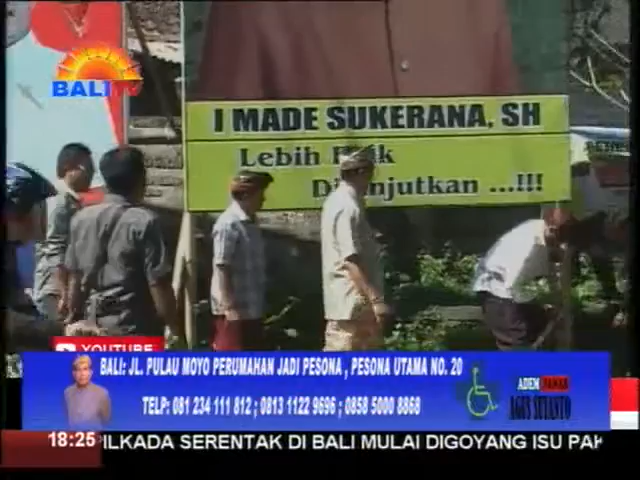 BALI TV
I MADE SUKERANA, SH
Lebih
YOUTUBE
BALI: JL. PULAU MOYO PERUMAHAN JADI PESONA , PESONA UTAMA NO. 20
TELP: 081 234 111 812 ; 0813 1122 9696 ; 0858 5000 8868
ADEM PANAS
AGUS SUYANTO
18:25
PILKADA SERENTAK DI BALI MULAI DIGOYANG ISU PAK